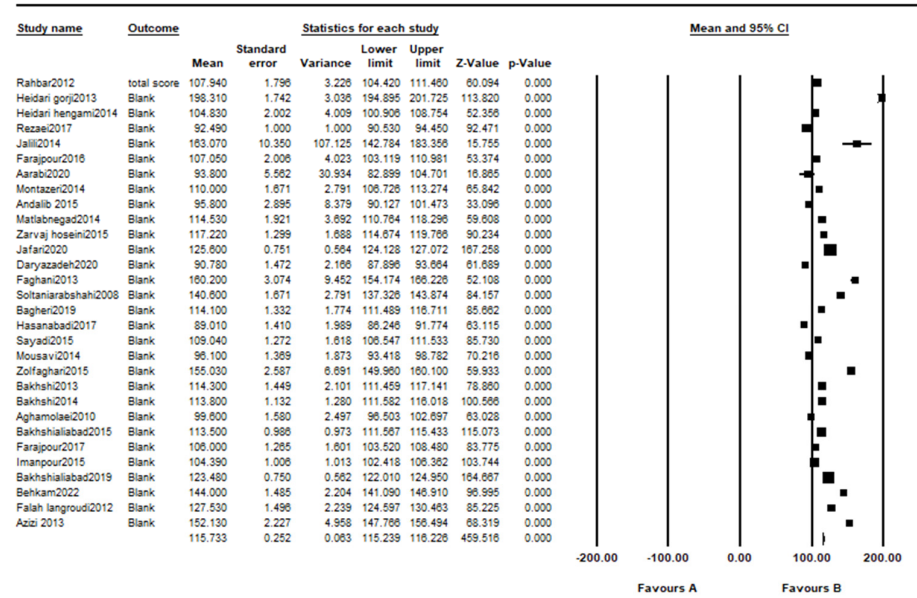 Study name Outcome Statistics for each study Mean and 95% CI
Standard Lower Upper
Mean error Variance limit limit Z-Value p-Value
Rahbar2012 total score 107.940 1.796 3.226 104.420 111.460 60.094 0.000
Heidari gorji2013 Blank 198.310 1.742 3.036 194.895 201.725 113.820 0.000
Heidari hengami2014 Blank 104.830 2.002 4.009 100.906 108.754 52.356 0.000
Rezaei2017 Blank 92.490 1.000 1.000 90.530 94.450 92.471 0.000
Jalili2014 Blank 163.070 10.350 107.125 142.784 183.356 15.755 0.000
Farajpour2016 Blank 107.050 2.006 4.023 103.119 110.981 53.374 0.000
Aarabi2020 Blank 93.800 5.562 30.934 82.899 104.701 16.865 0.000
Montazeri2014 Blank 110.000 1.671 2.791 106.726 113.274 65.842 0.000
Andalib 2015 Blank 95.800 2.895 8.379 90.127 101.473 33.096 0.000
Matlabnegad2014 Blank 114.530 1.921 3.692 110.764 118.296 59.608 0.000
Zarvaj hoseini2015 Blank 117.220 1.299 1.688 114.674 119.766 90.234 0.000
Jafari2020 Blank 125.600 0.751 0.564 124.128 127.072 167.258 0.000
Daryazadeh2020 Blank 90.780 1.472 2.166 87.896 93.664 61.689 0.000
Faghani2013 Blank 160.200 3.074 9.452 154.174 166.226 52.108 0.000
Soltaniarabshahi2008 Blank 140.600 1.671 2.791 137.326 143.874 84.157 0.000
Bagheri2019 Blank 114.100 1.332 1.774 111.489 116.711 85.662 0.000
Hasanabadi2017 Blank 89.010 1.410 1.989 86.246 91.774 63.115 0.000
Sayadi2015 Blank 109.040 1.272 1.618 106.547 111.533 85.730 0.000
Mousavi2014 Blank 96.100 1.369 1.873 93.418 98.782 70.216 0.000
Zolfaghari2015 Blank 155.030 2.587 6.691 149.960 160.100 59.933 0.000
Bakhshi2013 Blank 114.300 1.449 2.101 111.459 117.141 78.860 0.000
Bakhshi2014 Blank 113.800 1.132 1.280 111.582 116.018 100.566 0.000
Aghamolaei2010 Blank 99.600 1.580 2.497 96.503 102.697 63.028 0.000
Bakhshialiabad2015 Blank 113.500 0.986 0.973 111.567 115.433 115.073 0.000
Farajpour2017 Blank 106.000 1.265 1.601 103.520 108.480 83.775 0.000
Imanpour2015 Blank 104.390 1.006 1.013 102.418 106.362 103.744 0.000
Bakhshialiabad2019 Blank 123.480 0.750 0.562 122.010 124.950 164.667 0.000
Behkam2022 Blank 144.000 1.485 2.204 141.090 146.910 96.995 0.000
Falah langroudi2012 Blank 127.530 1.496 2.239 124.597 130.463 85.225 0.000
Azizi 2013 Blank 152.130 2.227 4.958 147.766 156.494 68.319 0.000
115.733 0.252 0.063 115.239 116.226 459.516 0.000
-200.00 -100.00 0.00 100.00 200.00
Favours A Favours B